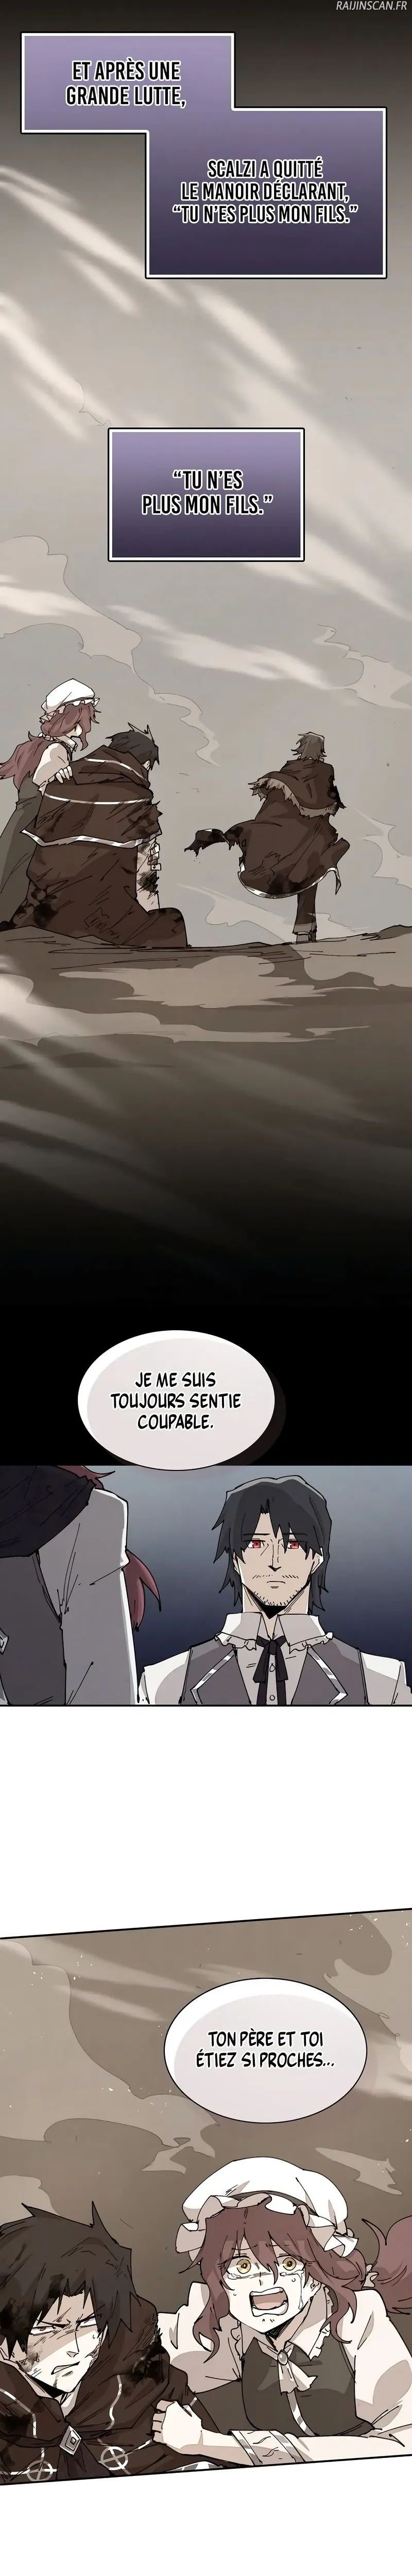 RAIJINSCAN.FR
ET APRÈS UNE
GRANDE LUTTE,
SCALZI A QUITTÉ
LE MANOIR DÉCLARANT,
“TU N'ES PLUS MON FILS.”
“TU N'ES
PLUS MON FILS.”
JE ME SUIS
TOUJOURS SENTIE
COUPABLE.
TON PÈRE ET TOI
ÉTIEZ SI PROCHES...